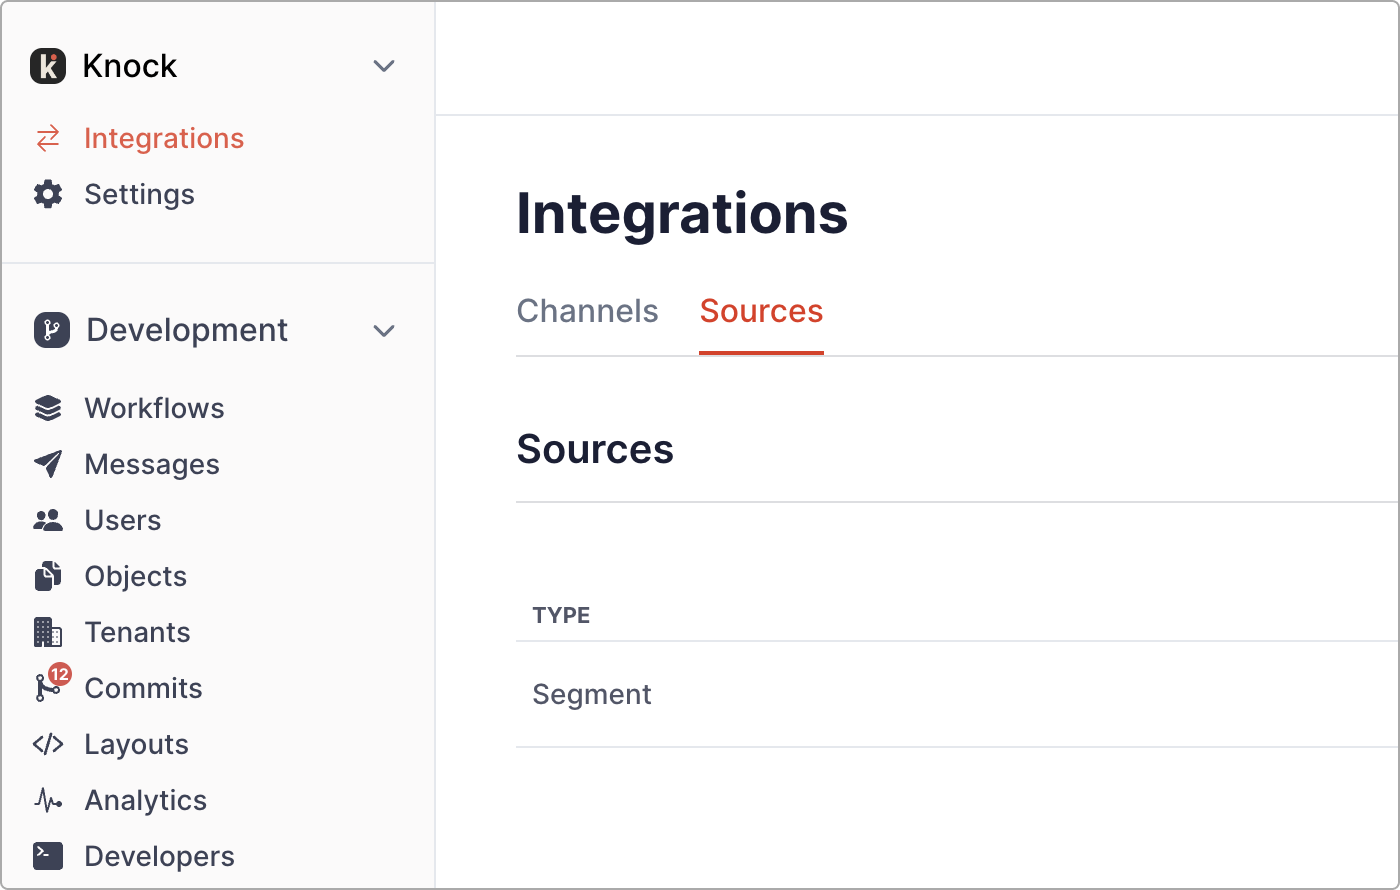 Knock
Integrations
Settings
Development
Workflows
Messages
Users
Objects
Tenants
12
Commits
Layouts
Analytics
Developers
Integrations
Channels Sources
Sources
TYPE
Segment